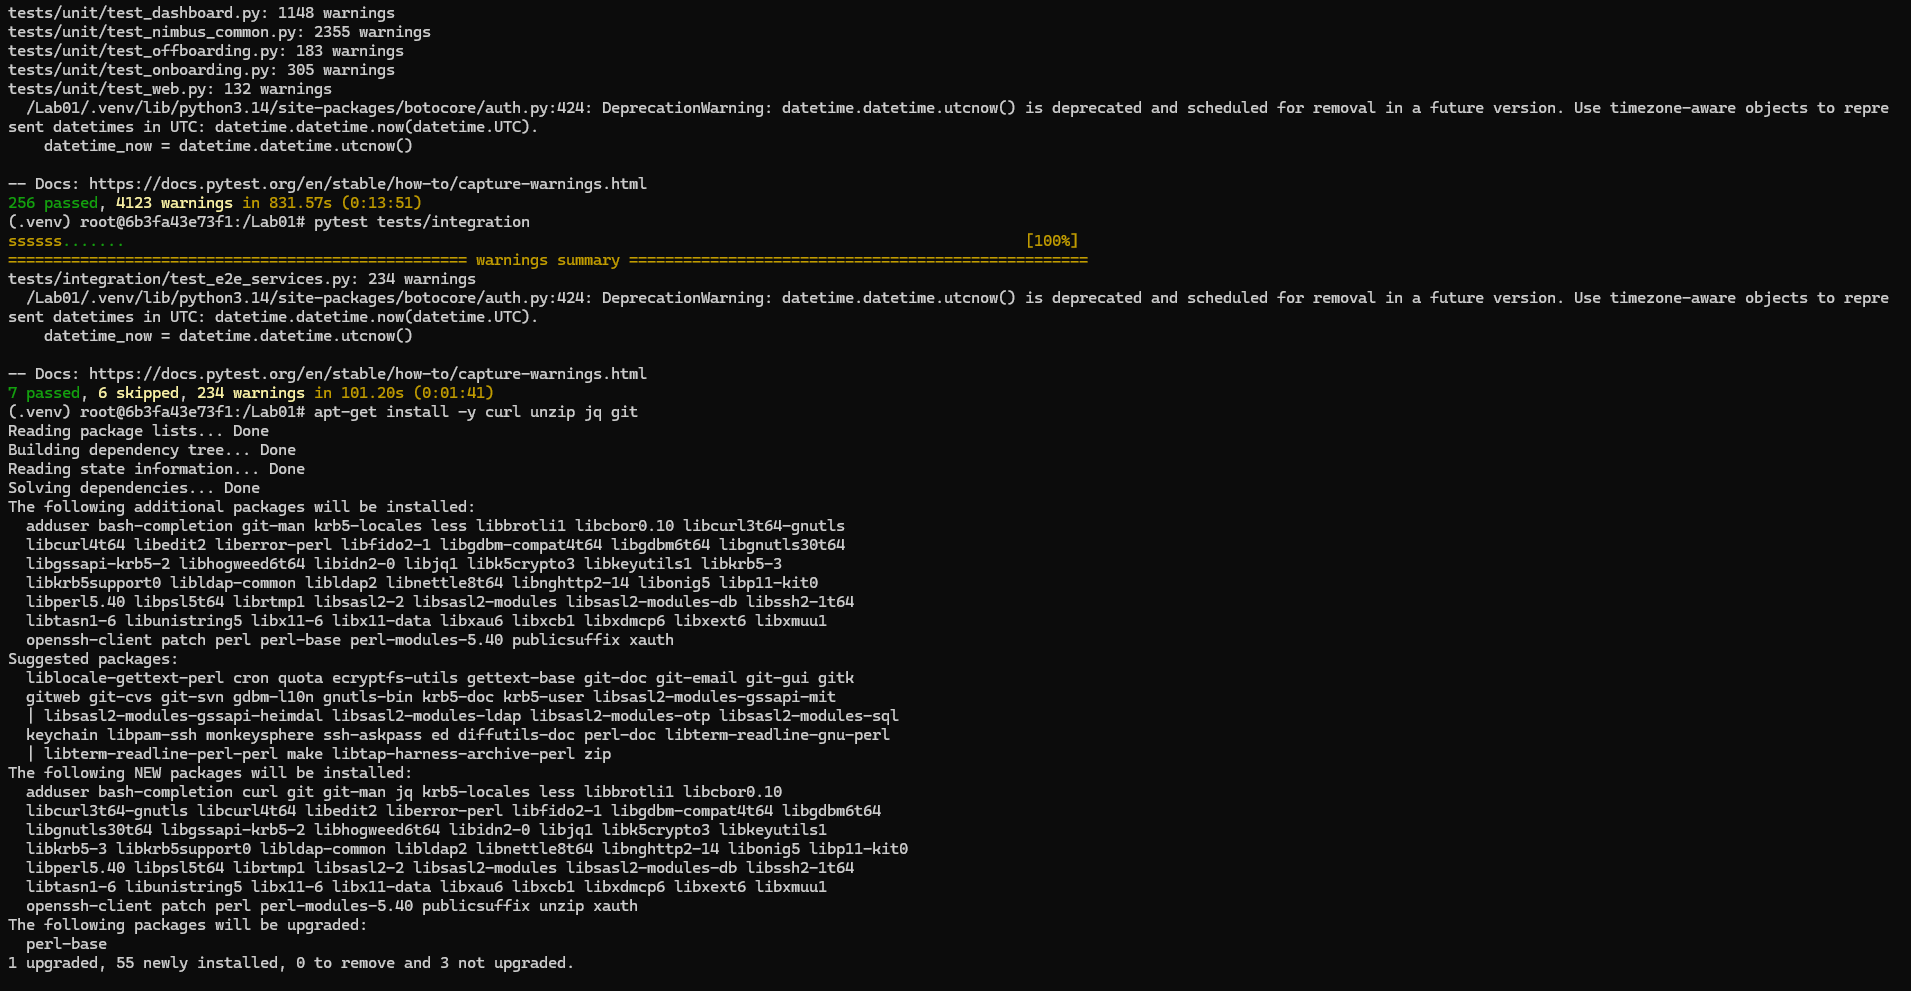 tests/unit/test_dashboard.py: 1148 warnings
tests/unit/test_nimbus_common.py: 2355 warnings
tests/unit/test_offboarding.py: 183 warnings
tests/unit/test_onboarding.py: 305 warnings
tests/unit/test_web.py: 132 warnings
  /Lab01/.venv/lib/python3.14/site-packages/botocore/auth.py:424: DeprecationWarning: datetime.datetime.utcnow() is deprecated and scheduled for removal in a future version. Use timezone-aware objects to repre
sent datetimes in UTC: datetime.datetime.now(datetime.UTC).
    datetime_now = datetime.datetime.utcnow()

-- Docs: https://docs.pytest.org/en/stable/how-to/capture-warnings.html
256 passed, 4123 warnings in 831.57s (0:13:51)
(.venv) root@6b3fa43e73f1:/Lab01# pytest tests/integration
ssssss.......                                                                                                    [100%]
=================================================== warnings summary ===================================================
tests/integration/test_e2e_services.py: 234 warnings
  /Lab01/.venv/lib/python3.14/site-packages/botocore/auth.py:424: DeprecationWarning: datetime.datetime.utcnow() is deprecated and scheduled for removal in a future version. Use timezone-aware objects to repre
sent datetimes in UTC: datetime.datetime.now(datetime.UTC).
    datetime_now = datetime.datetime.utcnow()

-- Docs: https://docs.pytest.org/en/stable/how-to/capture-warnings.html
7 passed, 6 skipped, 234 warnings in 101.20s (0:01:41)
(.venv) root@6b3fa43e73f1:/Lab01# apt-get install -y curl unzip jq git
Reading package lists... Done
Building dependency tree... Done
Reading state information... Done
Solving dependencies... Done
The following additional packages will be installed:
  adduser bash-completion git-man krb5-locales less libbrotli1 libcbor0.10 libcurl3t64-gnutls
  libcurl4t64 libedit2 liberror-perl libfido2-1 libgdbm-compat4t64 libgdbm6t64 libgnutls30t64
  libgssapi-krb5-2 libhogweed6t64 libidn2-0 libjq1 libk5crypto3 libkeyutils1 libkrb5-3
  libkrb5support0 libldap-common libldap2 libnettle8t64 libnghttp2-14 libonig5 libp11-kit0
  libperl5.40 libpsl5t64 librtmp1 libsasl2-2 libsasl2-modules libsasl2-modules-db libssh2-1t64
  libtasn1-6 libunistring5 libx11-6 libx11-data libxau6 libxcb1 libxdmcp6 libxext6 libxmuu1
  openssh-client patch perl perl-base perl-modules-5.40 publicsuffix xauth
Suggested packages:
  liblocale-gettext-perl cron quota ecryptfs-utils gettext-base git-doc git-email git-gui gitk
  gitweb git-cvs git-svn gdbm-l10n gnutls-bin krb5-doc krb5-user libsasl2-modules-gssapi-mit
  | libsasl2-modules-gssapi-heimdal libsasl2-modules-ldap libsasl2-modules-otp libsasl2-modules-sql
  keychain libpam-ssh monkeysphere ssh-askpass ed diffutils-doc perl-doc libterm-readline-gnu-perl
  | libterm-readline-perl-perl make libtap-harness-archive-perl zip
The following NEW packages will be installed:
  adduser bash-completion curl git git-man jq krb5-locales less libbrotli1 libcbor0.10
  libcurl3t64-gnutls libcurl4t64 libedit2 liberror-perl libfido2-1 libgdbm-compat4t64 libgdbm6t64
  libgnutls30t64 libgssapi-krb5-2 libhogweed6t64 libidn2-0 libjq1 libk5crypto3 libkeyutils1
  libkrb5-3 libkrb5support0 libldap-common libldap2 libnettle8t64 libnghttp2-14 libonig5 libp11-kit0
  libperl5.40 libpsl5t64 librtmp1 libsasl2-2 libsasl2-modules libsasl2-modules-db libssh2-1t64
  libtasn1-6 libunistring5 libx11-6 libx11-data libxau6 libxcb1 libxdmcp6 libxext6 libxmuu1
  openssh-client patch perl perl-modules-5.40 publicsuffix unzip xauth
The following packages will be upgraded:
  perl-base
1 upgraded, 55 newly installed, 0 to remove and 3 not upgraded.